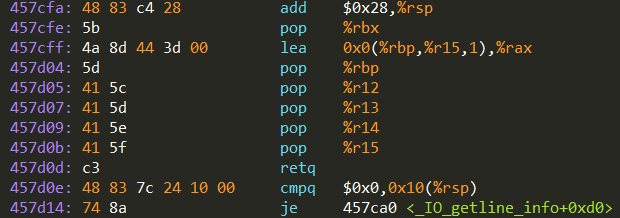 457cfa: 48 83 c4 28 add $0x28,%rsp
457cfe: 5b pop %rbx
457cff: 4a 8d 44 3d 00 lea 0x0(%rbp,%r15,1),%rax
457d04: 5d pop %rbp
457d05: 41 5c pop %r12
457d07: 41 5d pop %r13
457d09: 41 5e pop %r14
457d0b: 41 5f pop %r15
457d0d: c3 retq
457d0e: 48 83 7c 24 10 00 cmpq $0x0,0x10(%rsp)
457d14: 74 8a je 457ca0 <_IO_getline_info+0xd0>